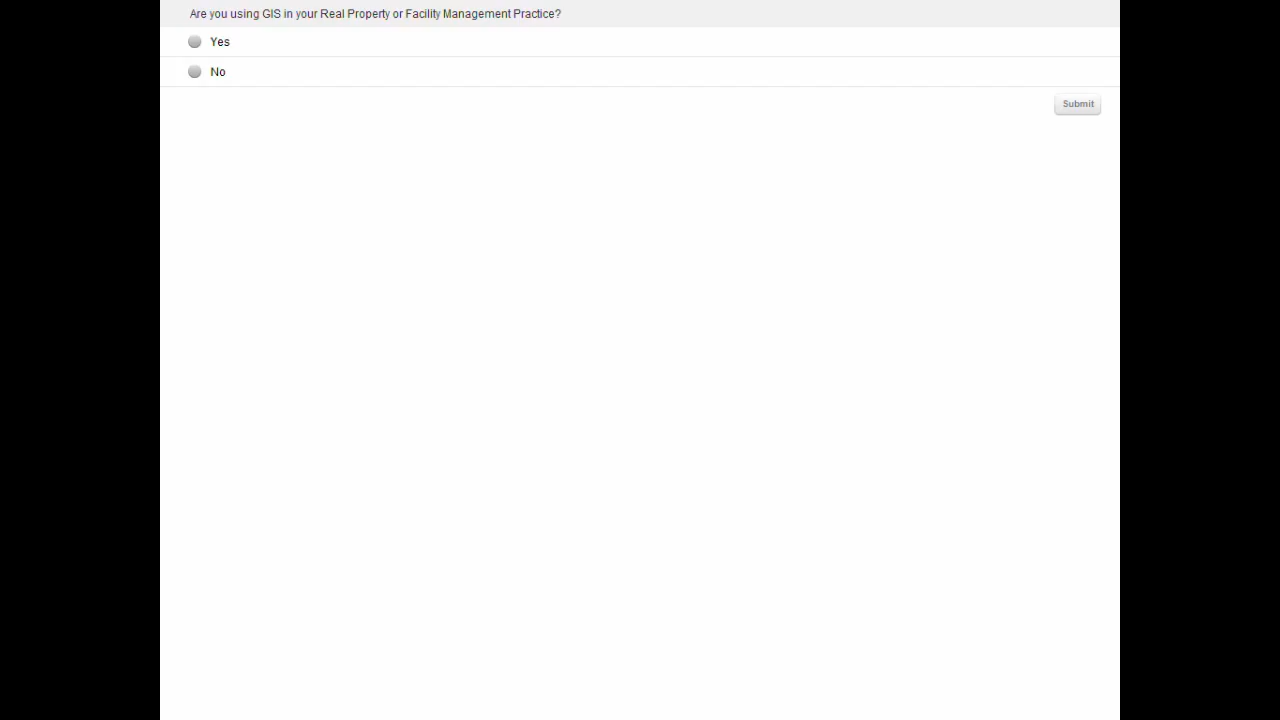 Are you using GIS in your Real Property or Facility Management Practice?
Yes
No
Submit